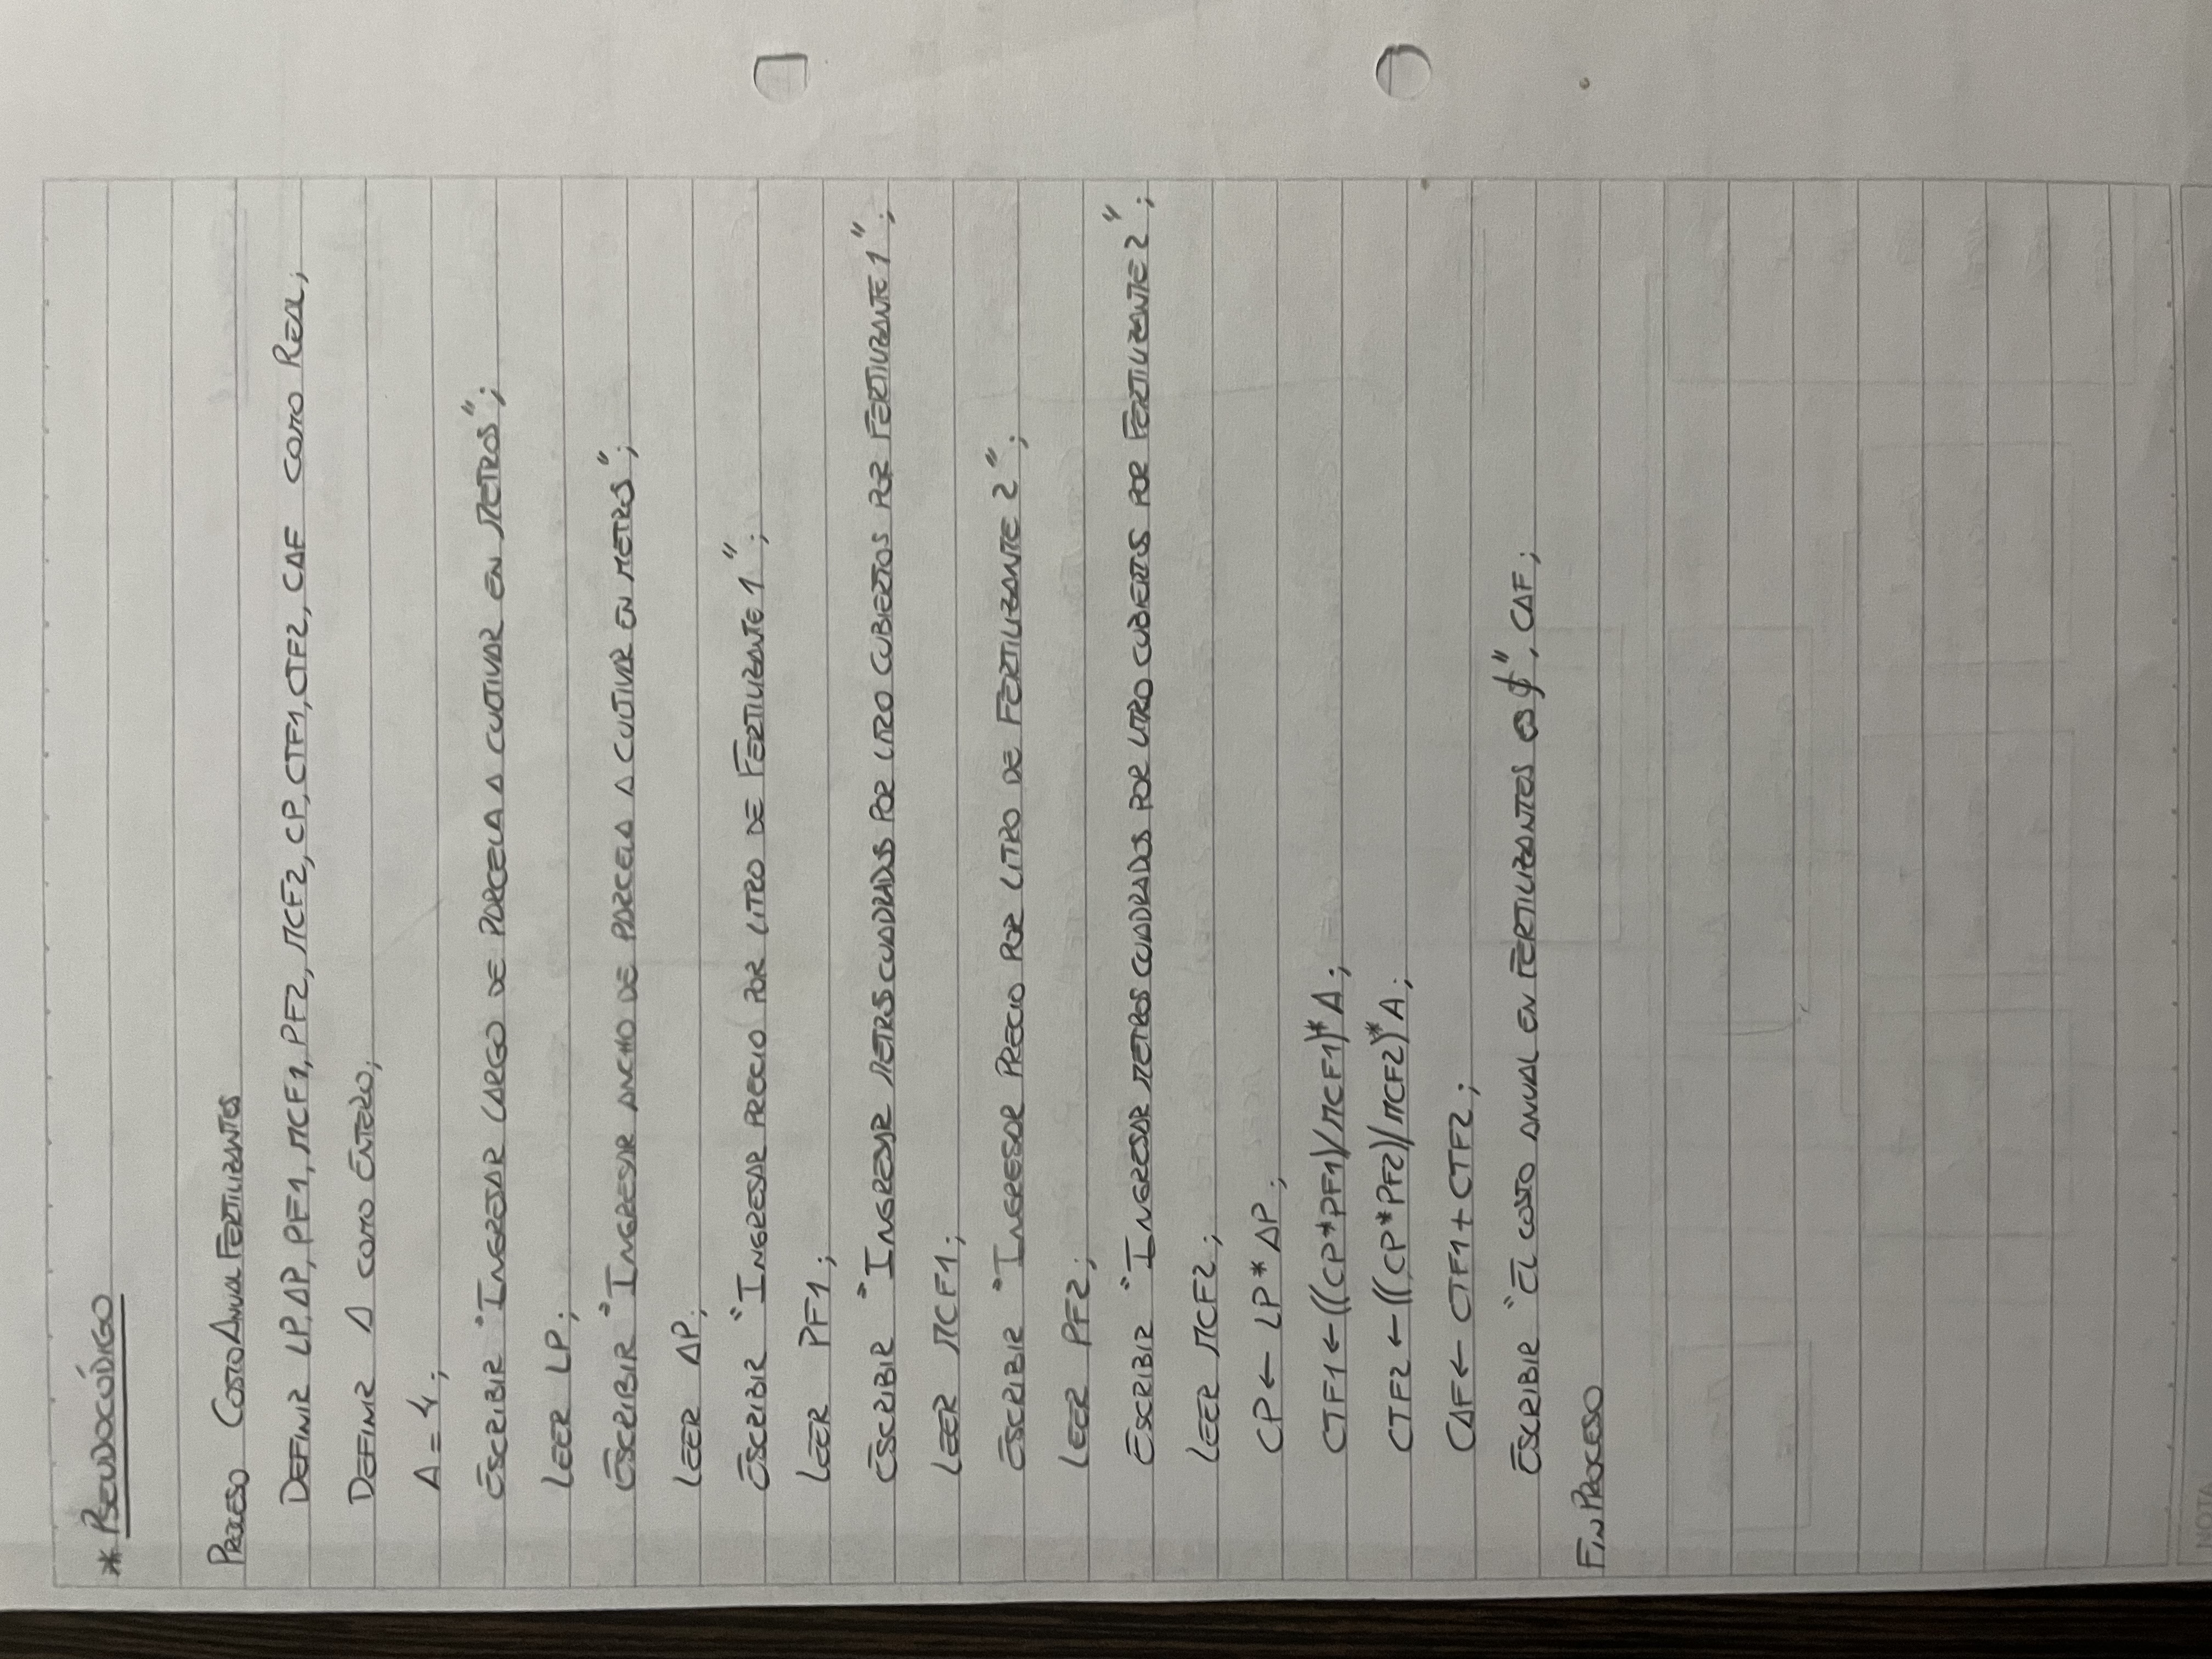 * PSEUDOCÓDIGO
PROCESO COSTOANUALFERTILIZANTES
DEFINIR LP, AP, PF1, MCF1, PF2, MCF2, CP, CTF1, CTF2, CAF COMO REAL;
DEFINIR A COMO ENTERO;
A = 4;
ESCRIBIR "INGRESAR LARGO DE PARCELA A CULTIVAR EN METROS";
LEER LP;
ESCRIBIR "INGRESAR ANCHO DE PARCELA A CULTIVAR EN METROS";
LEER AP;
ESCRIBIR "INGRESAR PRECIO POR LITRO DE FERTILIZANTE 1";
LEER PF1;
ESCRIBIR "INGRESAR METROS CUADRADOS POR LITRO CUBIERTOS POR FERTILIZANTE 1";
LEER MCF1;
ESCRIBIR "INGRESAR PRECIO POR LITRO DE FERTILIZANTE 2";
LEER PF2;
ESCRIBIR "INGRESAR METROS CUADRADOS POR LITRO CUBIERTOS POR FERTILIZANTE 2";
LEER MCF2;
CP ← LP * AP;
CTF1 ← ((CP*PF1)/MCF1)*A;
CTF2 ← ((CP*PF2)/MCF2)*A;
CAF ← CTF1 + CTF2;
ESCRIBIR "EL COSTO ANUAL EN FERTILIZANTES ES $", CAF;
FINPROCESO
NOTA